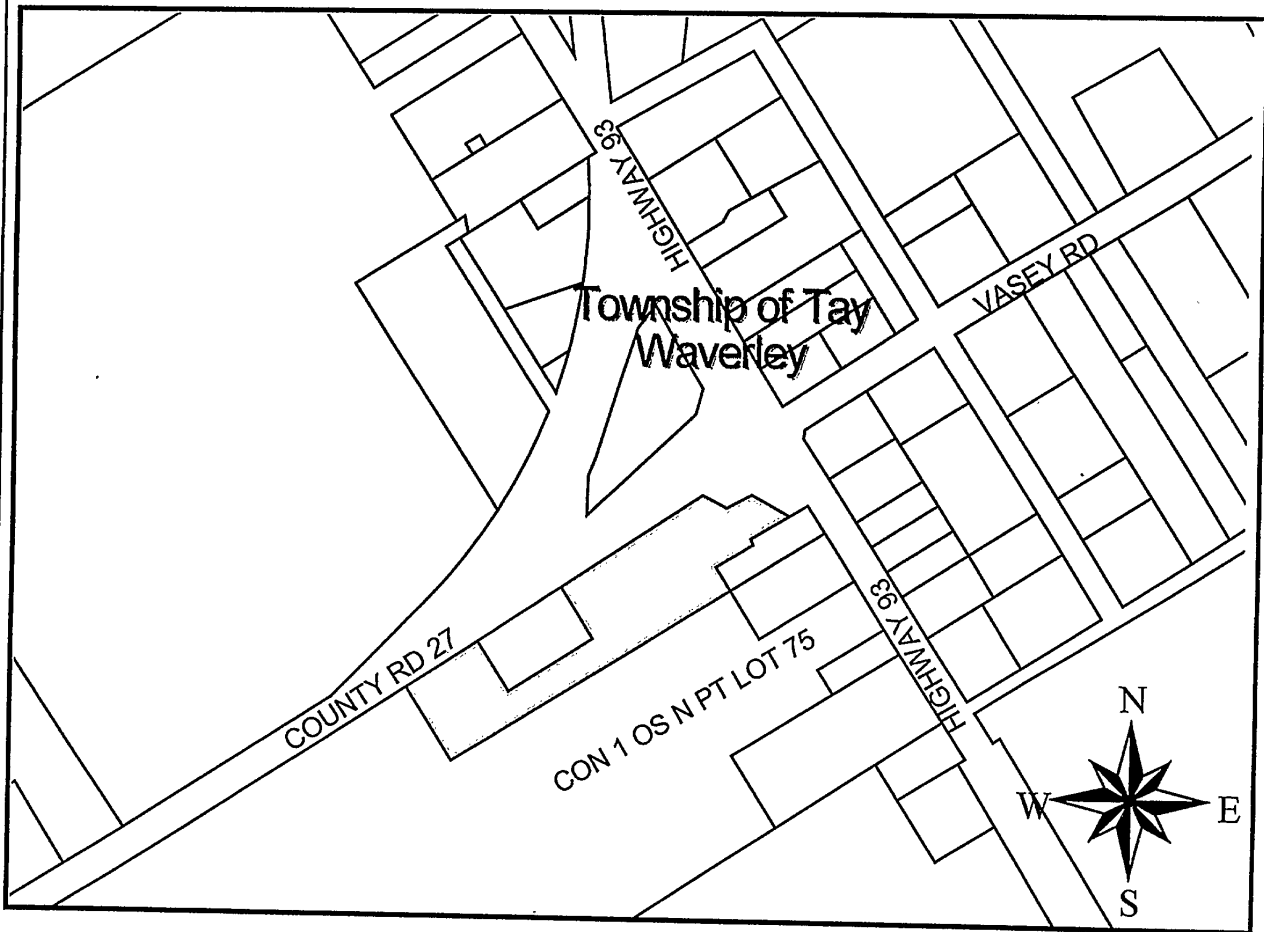 HIGHWAY 93
VASEY RD
Township of Tay
Waverley
COUNTY RD 27
CON 1 OS N PT LOT 75
HIGHWAY 93
HIGHWAY
N
W
E
S